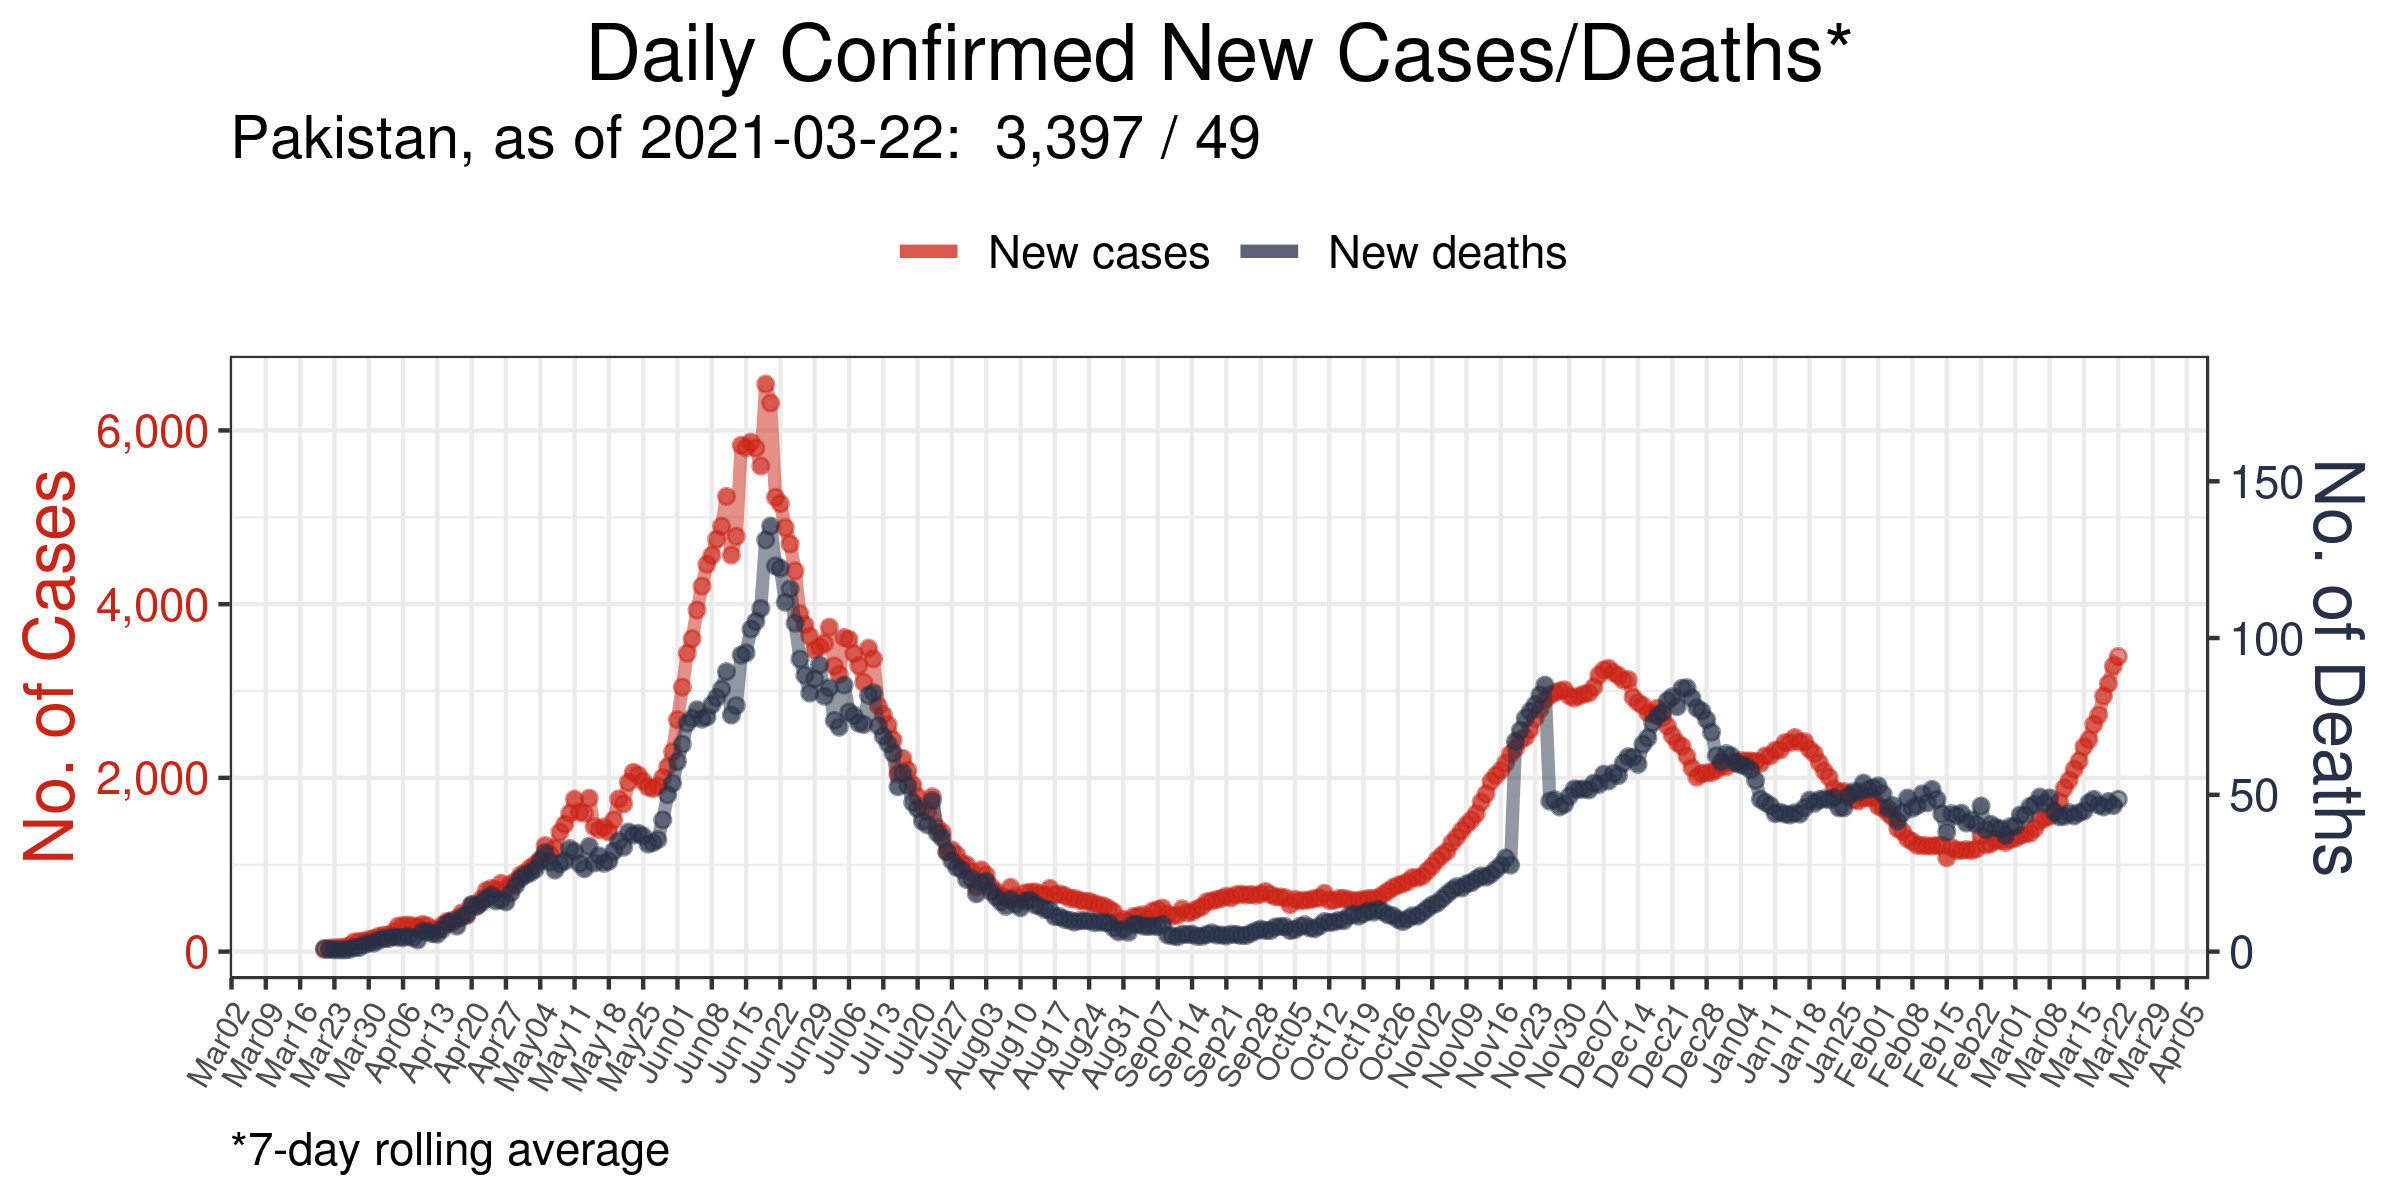 Daily Confirmed New Cases/Deaths*
Pakistan, as of 2021-03-22:  3,397 / 49
New cases
New deaths
No. of Cases
6,000
4,000
2,000
0
150
100
50
0
No. of Deaths
Mar02
Mar09
Mar16
Mar23
Mar30
Apr06
Apr13
Apr20
Apr27
May04
May11
May18
May25
Jun01
Jun08
Jun15
Jun22
Jun29
Jul06
Jul13
Jul20
Jul27
Aug03
Aug10
Aug17
Aug24
Aug31
Sep07
Sep14
Sep21
Sep28
Oct05
Oct12
Oct19
Oct26
Nov02
Nov09
Nov16
Nov23
Nov30
Dec07
Dec14
Dec21
Dec28
Jan04
Jan11
Jan18
Jan25
Feb01
Feb08
Feb15
Feb22
Mar01
Mar08
Mar15
Mar22
Mar29
Apr05
*7-day rolling average